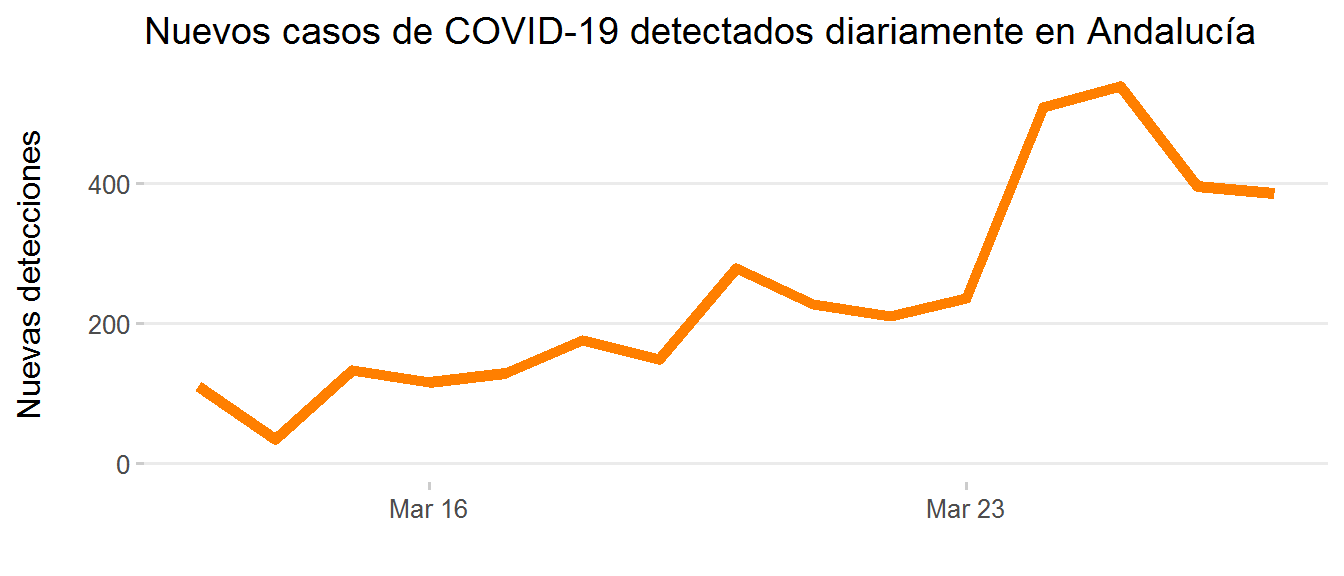 Nuevos casos de COVID-19 detectados diariamente en Andalucía
Nuevas detecciones
400
200
0
Mar 16
Mar 23